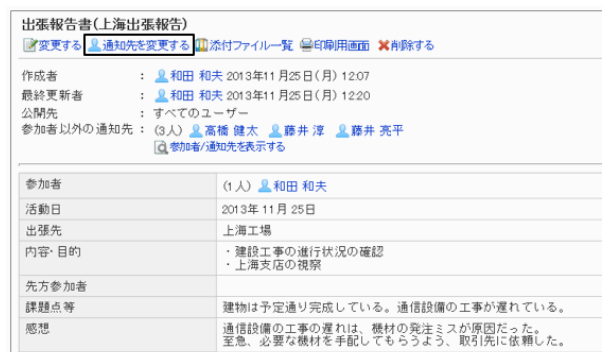 出張報告書(上海出張報告)
変更する 通知先を変更する 添付ファイル一覧 印刷用画面 削除する
作成者 : 和田 和夫 2013年11月25日(月) 12:07
最終更新者 : 和田 和夫 2013年11月25日(月) 12:20
公開先 : すべてのユーザー
参加者以外の通知先 : (3人) 高橋 健太 藤井 淳 藤井 亮平
参加者/通知先を表示する
参加者 (1人) 和田 和夫
活動日 2013年 11月 25日
出張先 上海工場
内容・目的 ・建設工事の進行状況の確認
・上海支店の視察
先方参加者
課題点等 建物は予定通り完成している。通信設備の工事が遅れている。
感想 通信設備の工事の遅れは、機材の発注ミスが原因だった。
至急、必要な機材を手配してもらうよう、取引先に依頼した。